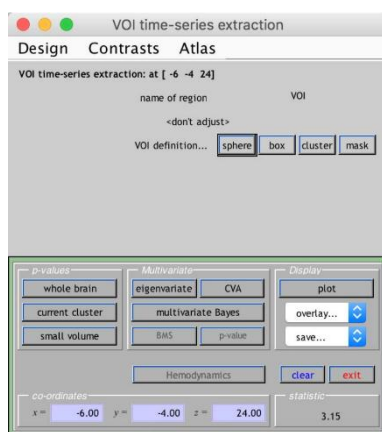 VOI time-series extraction
Design Contrasts Atlas
VOI time-series extraction: at [ -6 -4 24]
name of region VOI
<don't adjust>
VOI definition... sphere box cluster mask
p-values Multivariate Display
whole brain eigenvariate CVA plot
current cluster multivariate Bayes overlay...
small volume BMS p-value save...
Hemodynamics clear exit
co-ordinates statistic
x = -6.00 y = -4.00 z = 24.00 3.15